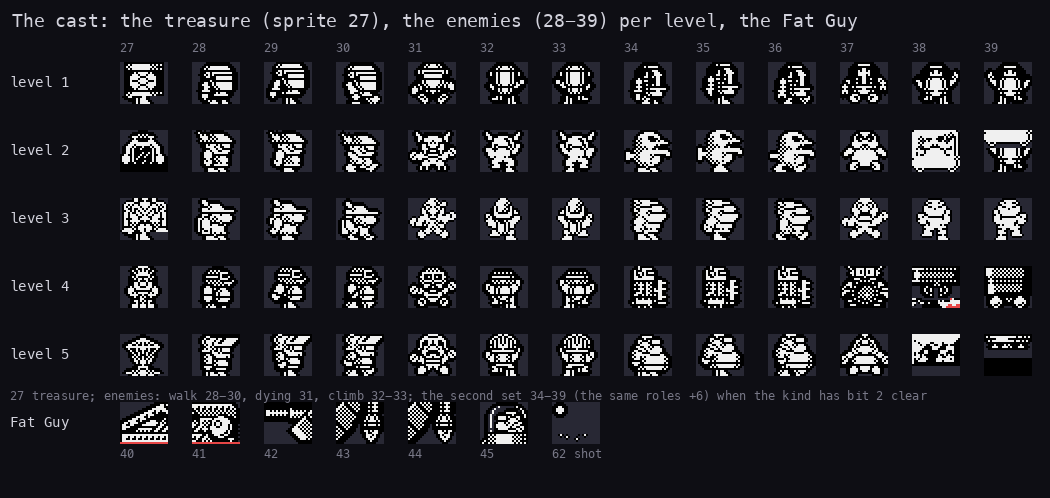 The cast: the treasure (sprite 27), the enemies (28–39) per level, the Fat Guy
27 28 29 30 31 32 33 34 35 36 37 38 39
level 1
level 2
level 3
level 4
level 5
27 treasure; enemies: walk 28–30, dying 31, climb 32–33; the second set 34–39 (the same roles +6) when the kind has bit 2 clear
Fat Guy
40 41 42 43 44 45 62 shot